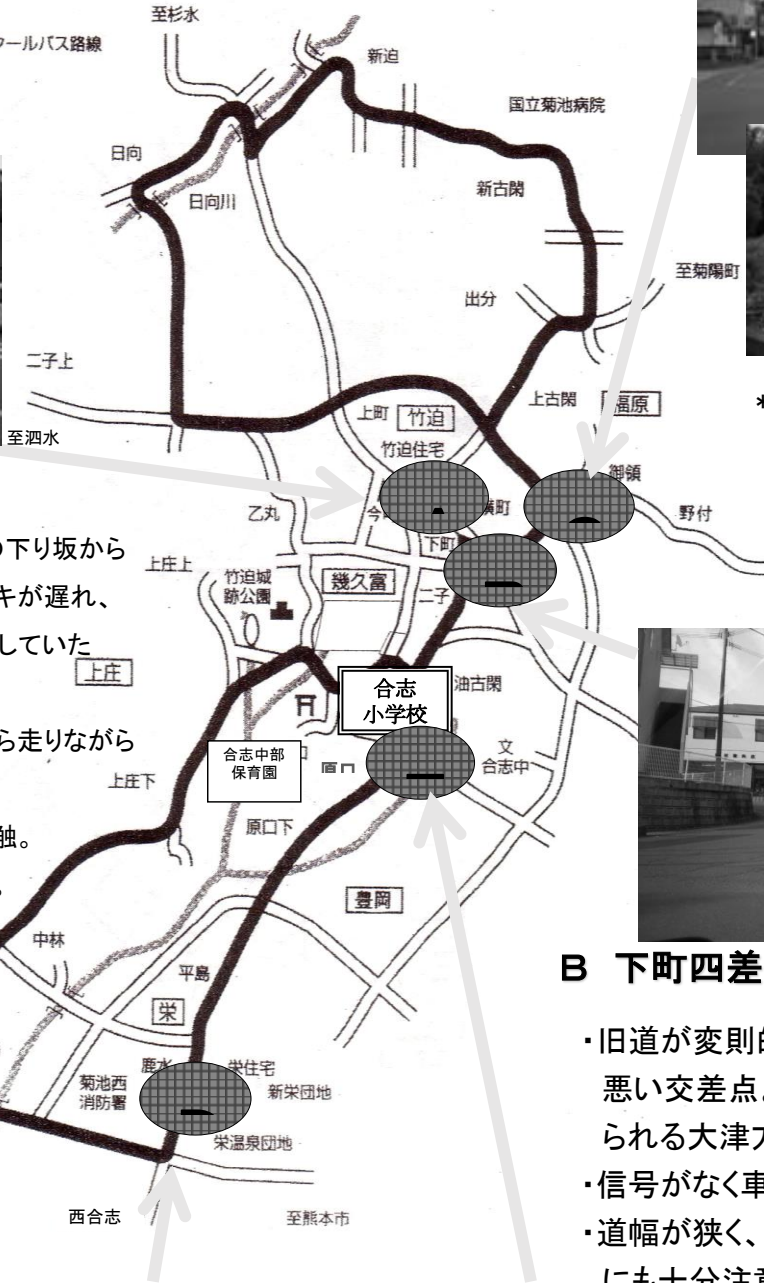 至杉水
クールバス路線
新迫
国立菊池病院
日向
日向川
新古閑
至菊陽町
出分
二子上
上古閑
福原
*
上町
竹迫
至泗水
竹迫住宅
御領
乙丸
今
横町
野付
の下り坂から
下町
上庄上
竹迫城
跡公園
幾久富
二子
キが遅れ、
していた
上庄
合志
小学校
油古閑
ら走りながら
合志中部
保育園
文
合志中
上庄下
原口下
触。
豊岡
中林
平島
B 下町四差
栄
・旧道が変則的
鹿水
栄住宅
菊池西
消防署
新栄団地
悪い交差点。
栄温泉団地
られる大津方
・信号がなく車
西合志
至熊本市
・道幅が狭く、
にも十分注意